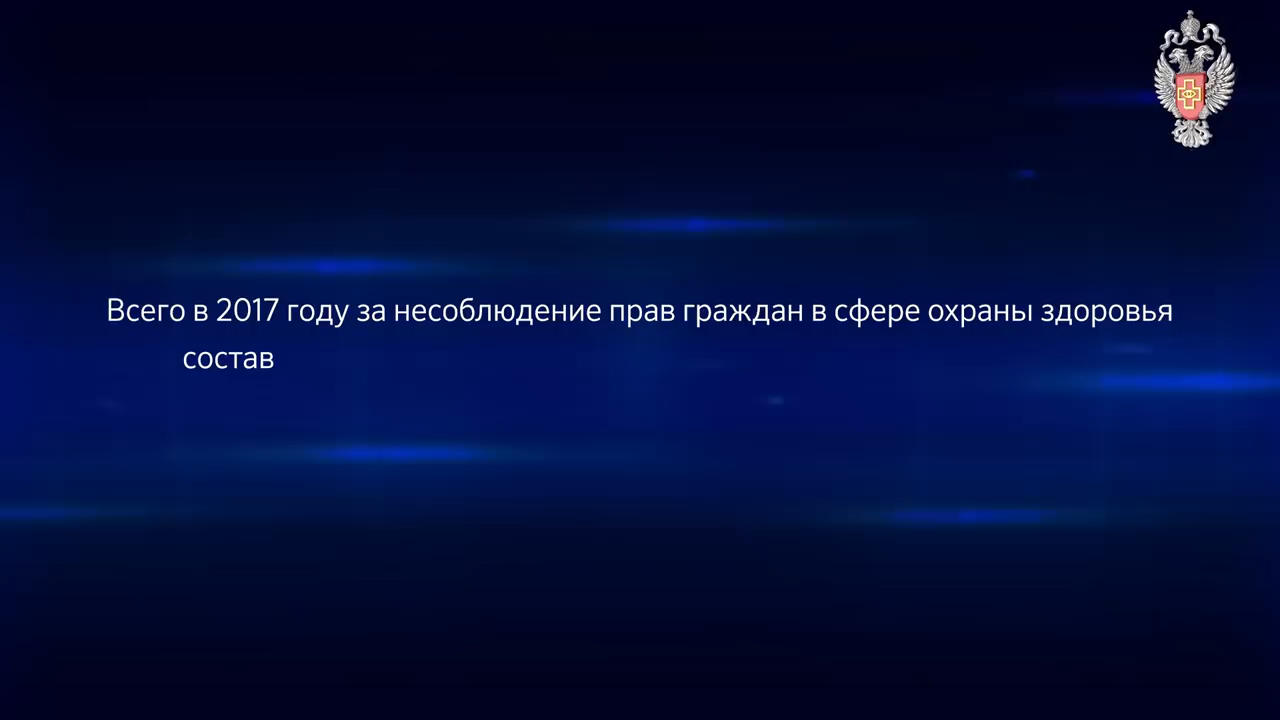 Всего в 2017 году за несоблюдение прав граждан в сфере охраны здоровья
состав